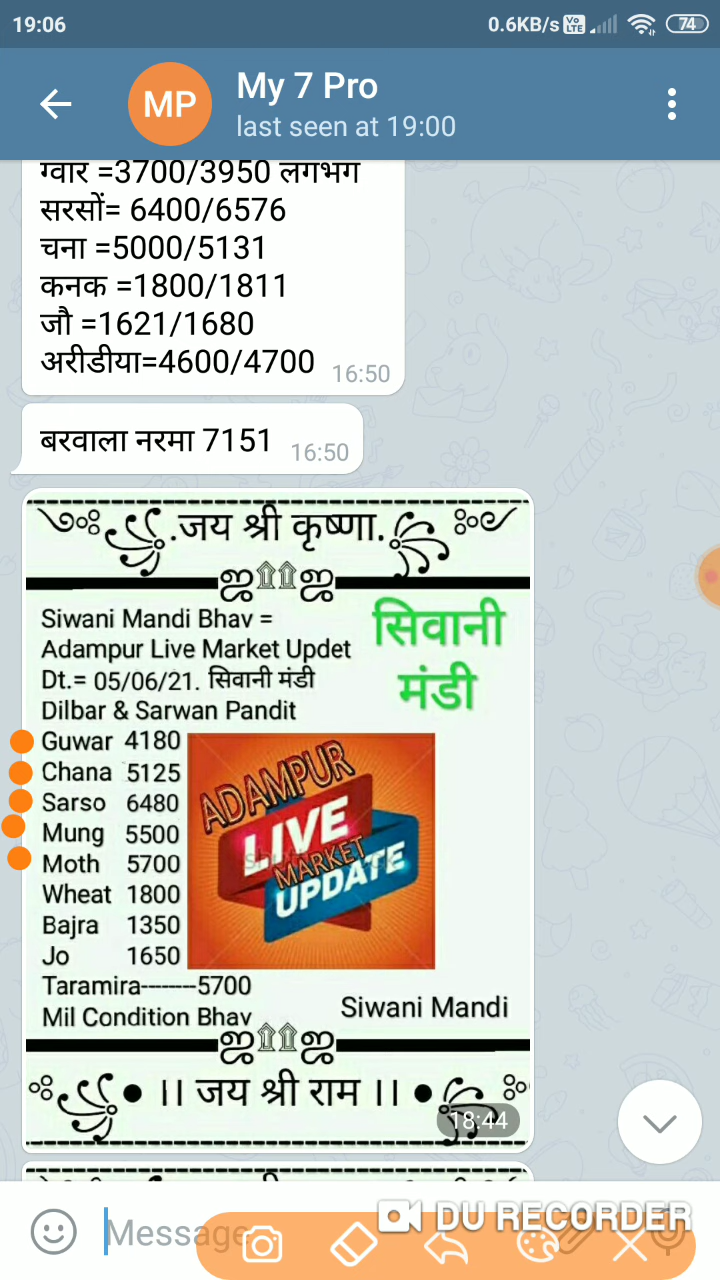 19:06
0.6KB/s
Vo LTE
74
MP
My 7 Pro
last seen at 19:00
ग्वार =3700/3950 लगभग
सरसों= 6400/6576
चना =5000/5131
कनक =1800/1811
जौ =1621/1680
अरीडीया=4600/4700
16:50
बरवाला नरमा 7151
16:50
.जय श्री कृष्णा.
ஜ۩۩ஜ
Siwani Mandi Bhav =
Adampur Live Market Updet
Dt.= 05/06/21. सिवानी मंडी
Dilbar & Sarwan Pandit
सिवानी
मंडी
Guwar 4180
Chana 5125
Sarso 6480
Mung 5500
Moth 5700
Wheat 1800
Bajra 1350
Jo 1650
Taramira--------5700
Mil Condition Bhav
ADAMPUR
LIVE
MARKET
UPDATE
Siwani Mandi
ஜ۩۩ஜ
● ।। जय श्री राम ।। ●
18:44
Message
DU RECORDER